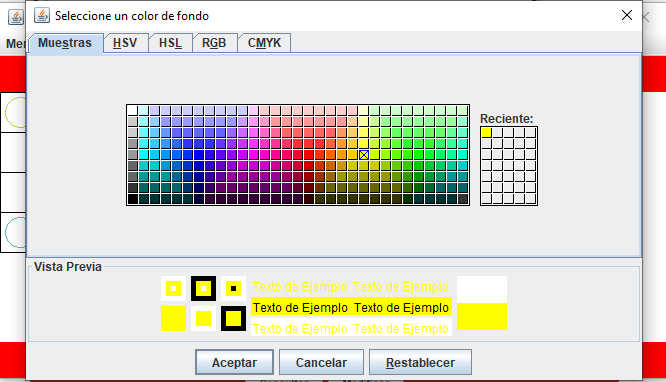 Seleccione un color de fondo
Men
Muestras HSV HSL RGB CMYK
Reciente:
Vista Previa
Texto de Ejemplo Texto de Ejemplo
Texto de Ejemplo Texto de Ejemplo
Texto de Ejemplo Texto de Ejemplo
Aceptar Cancelar Restablecer